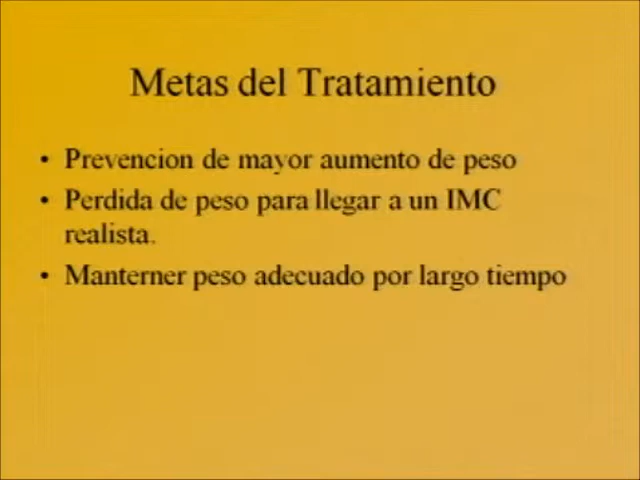 Metas del Tratamiento
• Prevencion de mayor aumento de peso
• Perdida de peso para llegar a un IMC
realista.
• Manterner peso adecuado por largo tiempo